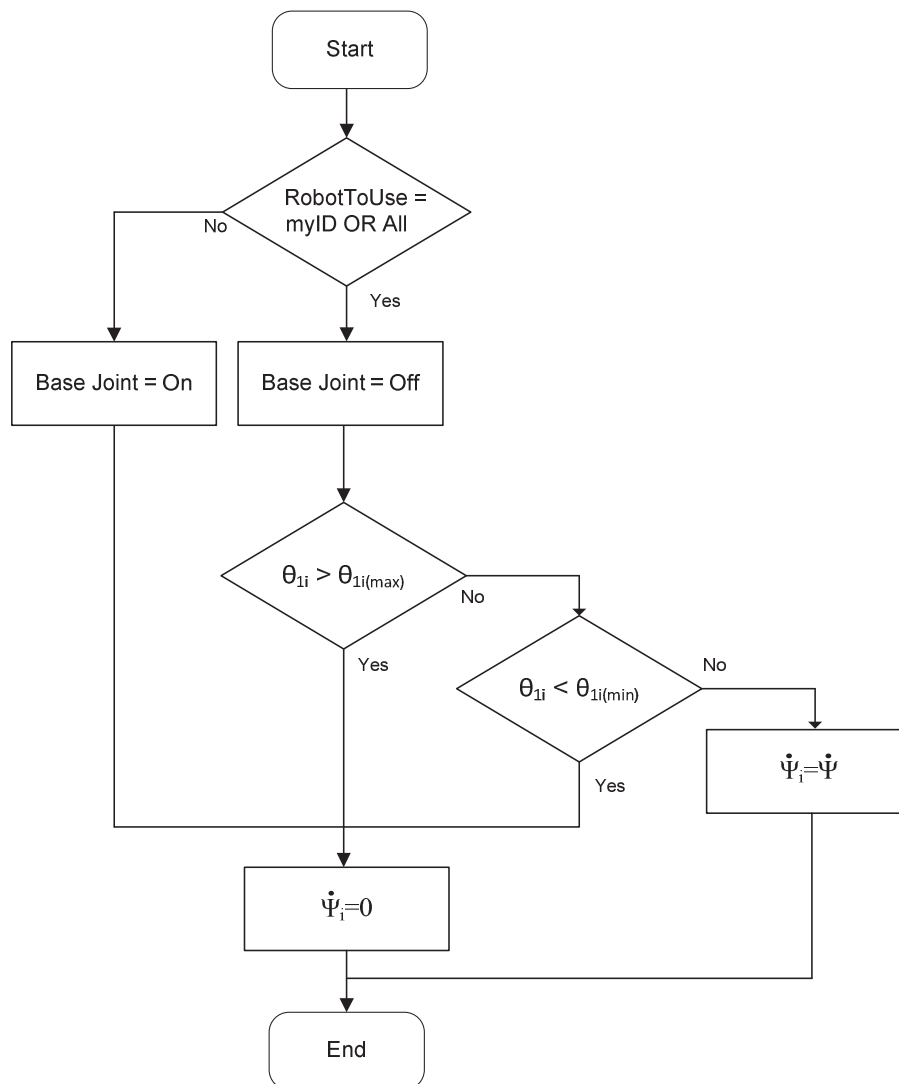 Start
RobotToUse =
myID OR All
No
Yes
Base Joint = On
Base Joint = Off
θ1i > θ1i(max)
No
Yes
θ1i < θ1i(min)
No
Yes
Ψ̇i=Ψ̇
Ψ̇i=0
End